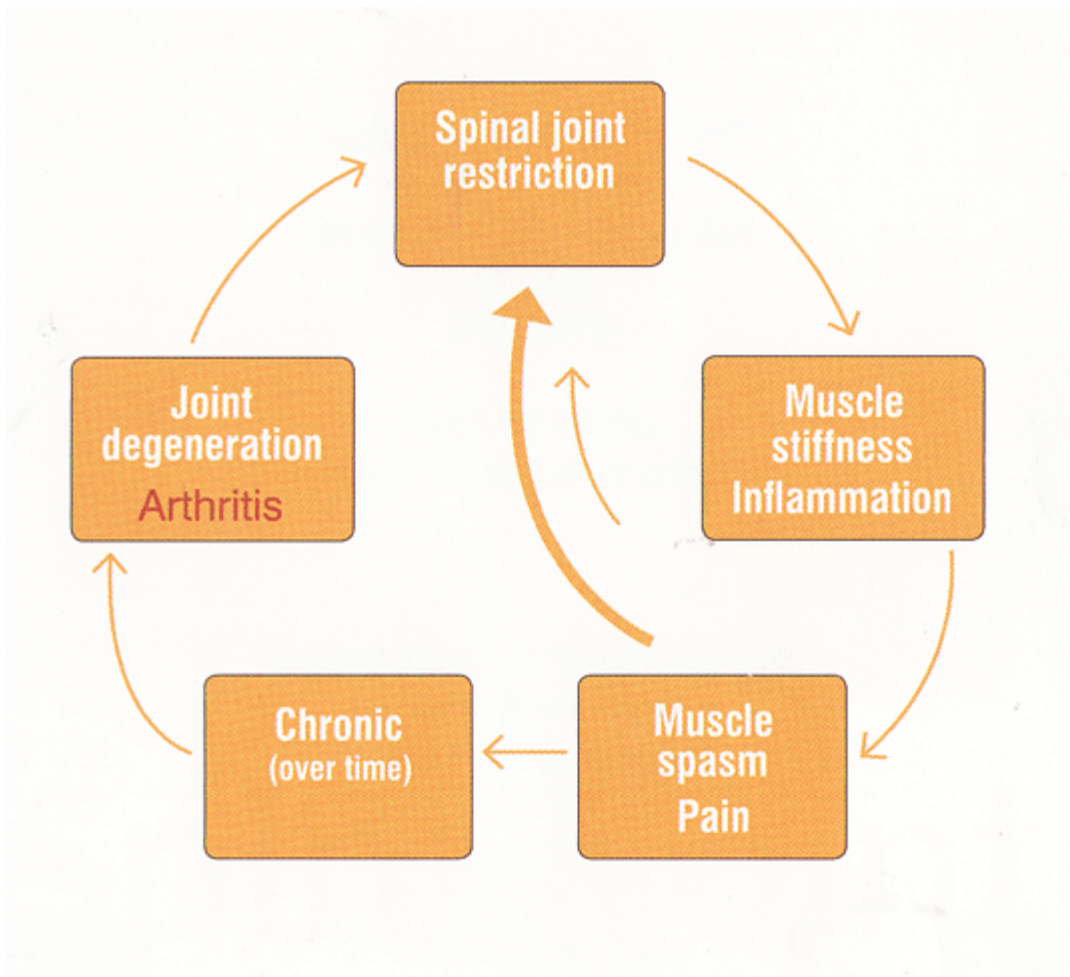 Spinal joint
restriction
Muscle
stiffness
Inflammation
Muscle
spasm
Pain
Chronic
(over time)
Joint
degeneration
Arthritis